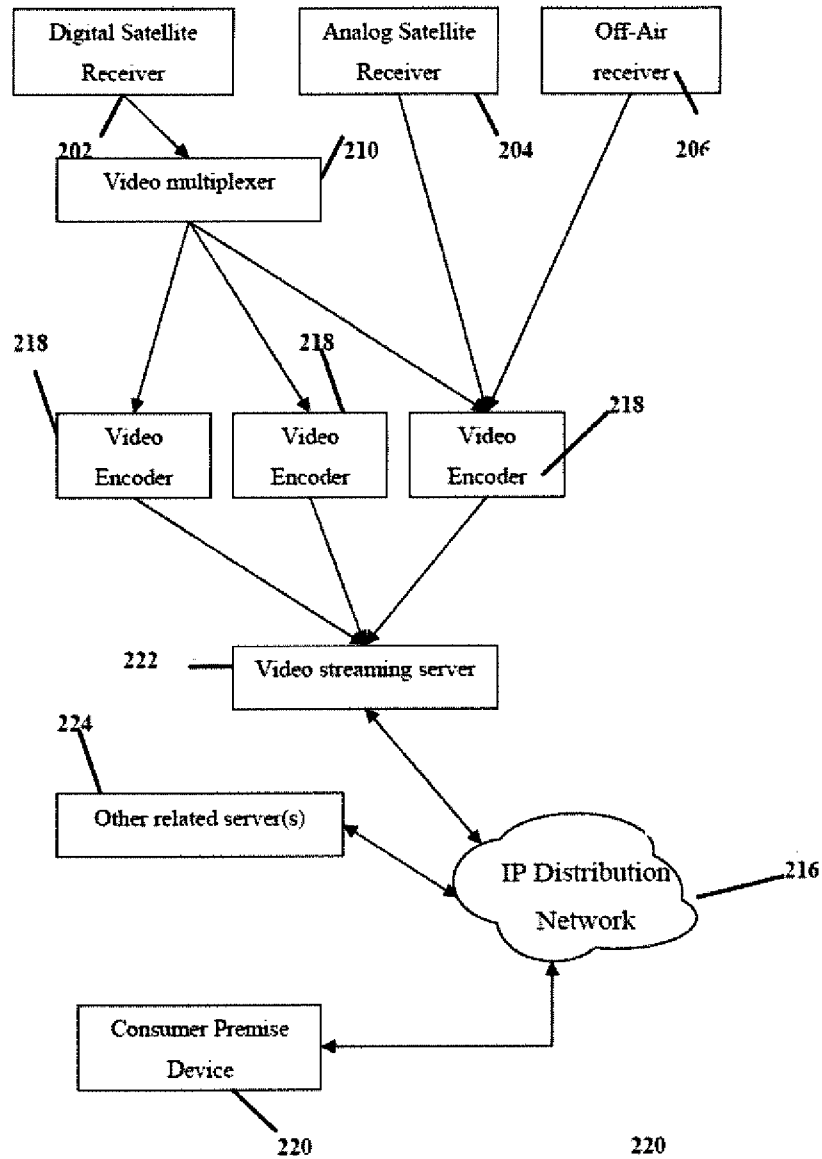 Digital Satellite
Receiver
Analog Satellite
Receiver
Off-Air
receiver
202
210
204
206
Video multiplexer
218
218
218
Video
Encoder
Video
Encoder
Video
Encoder
222
Video streaming server
224
Other related server(s)
IP Distribution
Network
216
Consumer Premise
Device
220
220